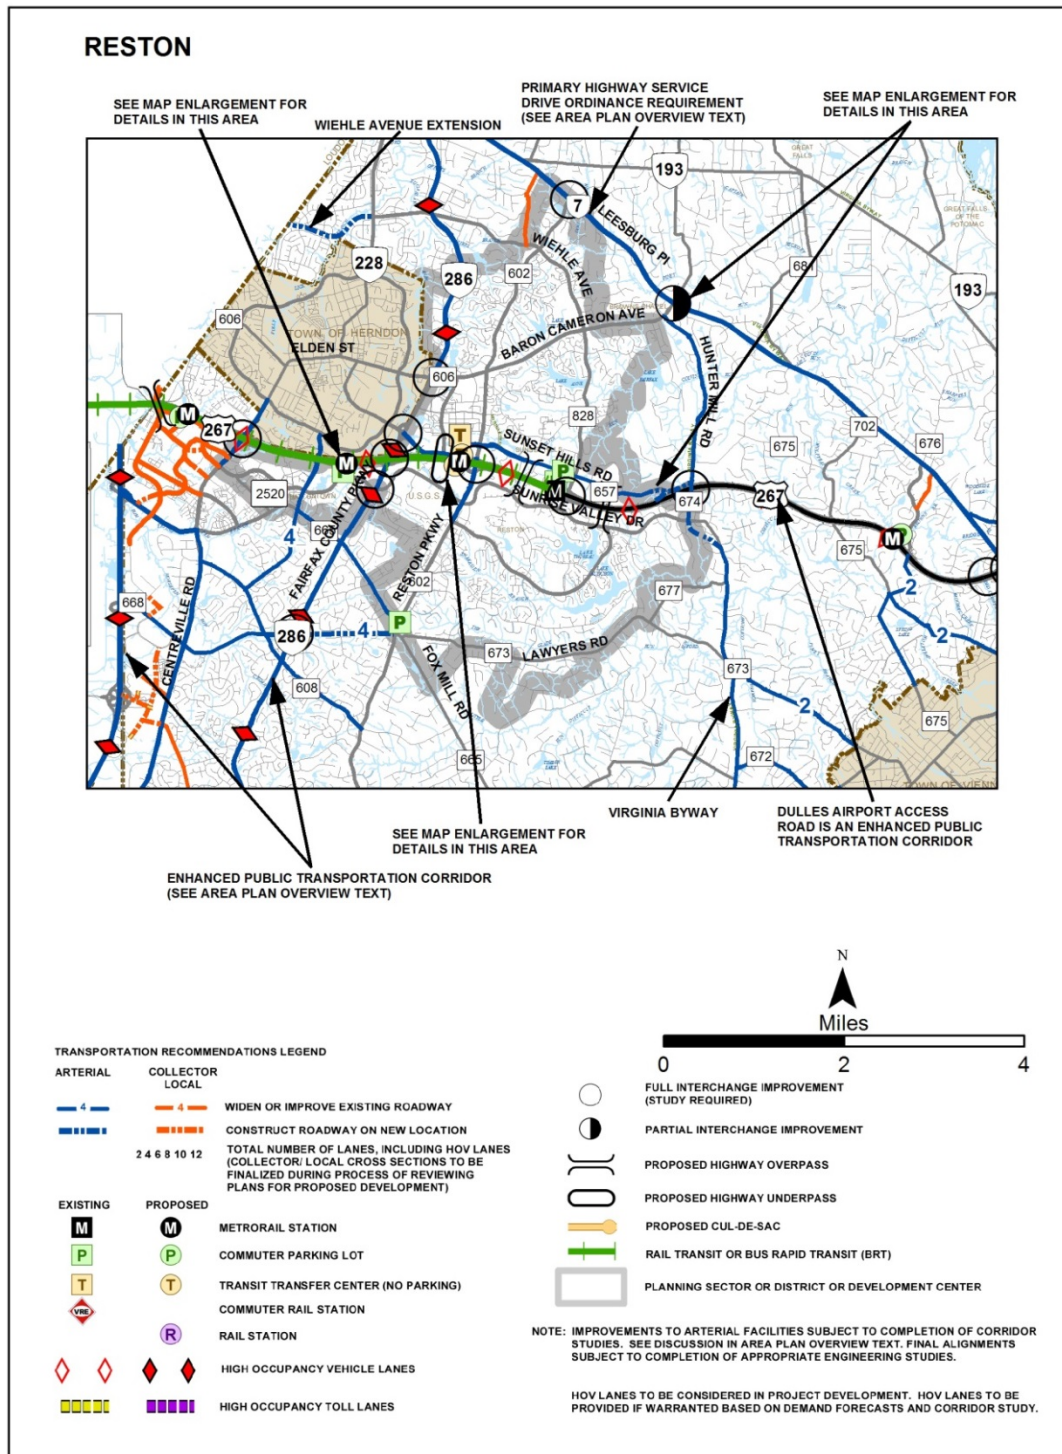 RESTON
SEE MAP ENLARGEMENT FOR
DETAILS IN THIS AREA
WIEHLE AVENUE EXTENSION
PRIMARY HIGHWAY SERVICE
DRIVE ORDINANCE REQUIREMENT
(SEE AREA PLAN OVERVIEW TEXT)
SEE MAP ENLARGEMENT FOR
DETAILS IN THIS AREA
193
7
LEESBURG PI
WIEHLE AVE
602
228
286
681
193
GREAT FALLS
OF THE
POTOMAC
606
TOWN OF HERNDON
ELDEN ST
BARON CAMERON AVE
HUNTER MILL RD
606
828
702
676
675
M
267
T
M
SUNSET HILLS RD
P
M
M
657
SUNRISE VALLEY DR
674
267
2520
U.S.G.S.
RESTON
FAIRFAX COUNTY PKWY
RESTON PKWY
4
602
675
M
2
668
CENTREVILLE RD
286
4
P
677
2
673
LAWYERS RD
673
FOX MILL RD
608
2
675
665
672
TOWN OF VIENN
VIRGINIA BYWAY
DULLES AIRPORT ACCESS
ROAD IS AN ENHANCED PUBLIC
TRANSPORTATION CORRIDOR
SEE MAP ENLARGEMENT FOR
DETAILS IN THIS AREA
ENHANCED PUBLIC TRANSPORTATION CORRIDOR
(SEE AREA PLAN OVERVIEW TEXT)
N
Miles
0 2 4
TRANSPORTATION RECOMMENDATIONS LEGEND
ARTERIAL COLLECTOR
LOCAL
4 4 WIDEN OR IMPROVE EXISTING ROADWAY
CONSTRUCT ROADWAY ON NEW LOCATION
2 4 6 8 10 12 TOTAL NUMBER OF LANES, INCLUDING HOV LANES
(COLLECTOR/ LOCAL CROSS SECTIONS TO BE
FINALIZED DURING PROCESS OF REVIEWING
PLANS FOR PROPOSED DEVELOPMENT)
EXISTING PROPOSED
M M METRORAIL STATION
P P COMMUTER PARKING LOT
T T TRANSIT TRANSFER CENTER (NO PARKING)
VRE COMMUTER RAIL STATION
R RAIL STATION
HIGH OCCUPANCY VEHICLE LANES
HIGH OCCUPANCY TOLL LANES
FULL INTERCHANGE IMPROVEMENT
(STUDY REQUIRED)
PARTIAL INTERCHANGE IMPROVEMENT
PROPOSED HIGHWAY OVERPASS
PROPOSED HIGHWAY UNDERPASS
PROPOSED CUL-DE-SAC
RAIL TRANSIT OR BUS RAPID TRANSIT (BRT)
PLANNING SECTOR OR DISTRICT OR DEVELOPMENT CENTER
NOTE: IMPROVEMENTS TO ARTERIAL FACILITIES SUBJECT TO COMPLETION OF CORRIDOR
STUDIES. SEE DISCUSSION IN AREA PLAN OVERVIEW TEXT. FINAL ALIGNMENTS
SUBJECT TO COMPLETION OF APPROPRIATE ENGINEERING STUDIES.
HOV LANES TO BE CONSIDERED IN PROJECT DEVELOPMENT. HOV LANES TO BE
PROVIDED IF WARRANTED BASED ON DEMAND FORECASTS AND CORRIDOR STUDY.